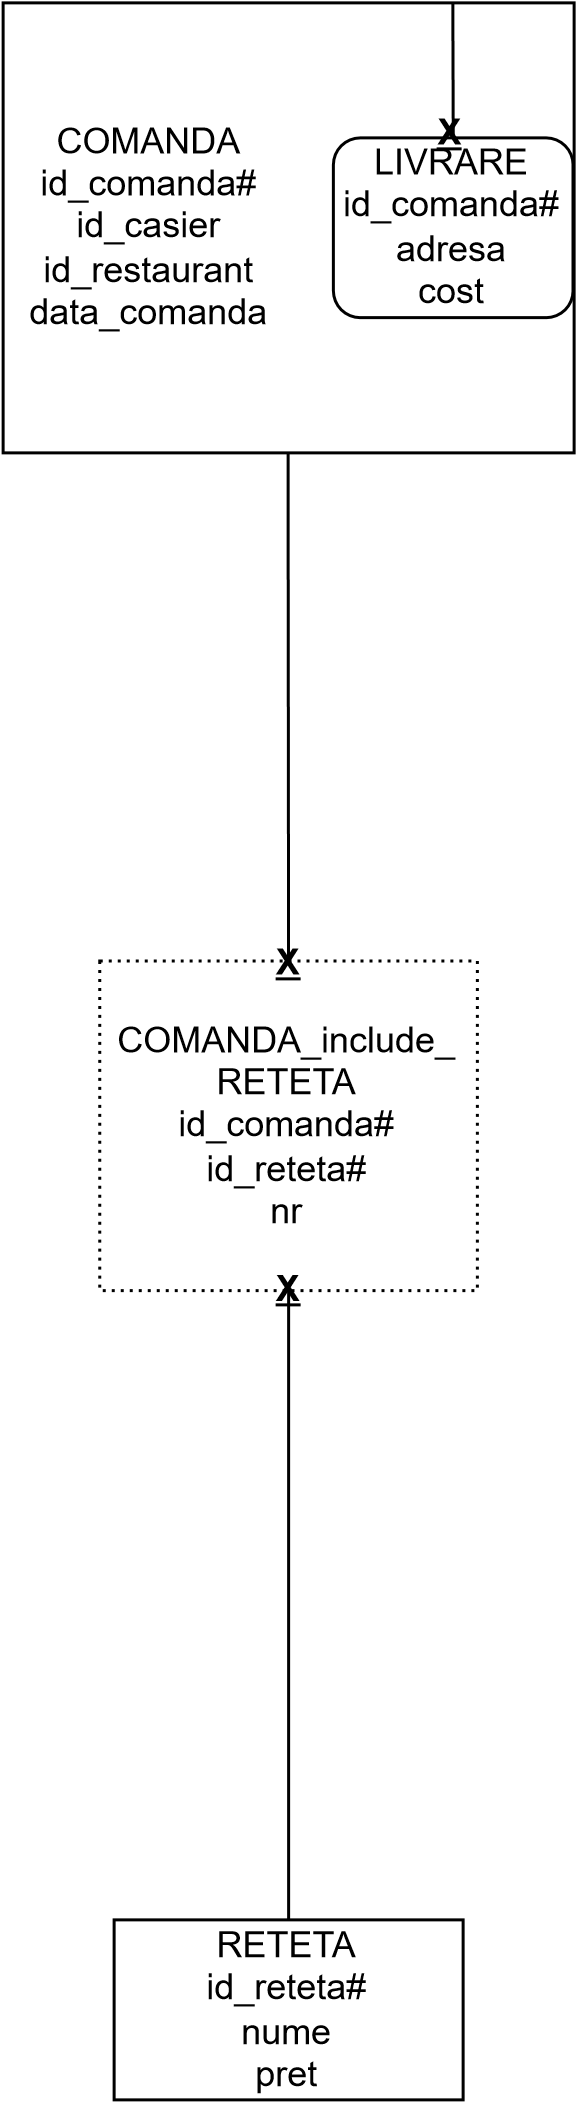 COMANDA
id_comanda#
id_casier
id_restaurant
data_comanda
X
LIVRARE
id_comanda#
adresa
cost
X
COMANDA_include_
RETETA
id_comanda#
id_reteta#
nr
X
RETETA
id_reteta#
nume
pret